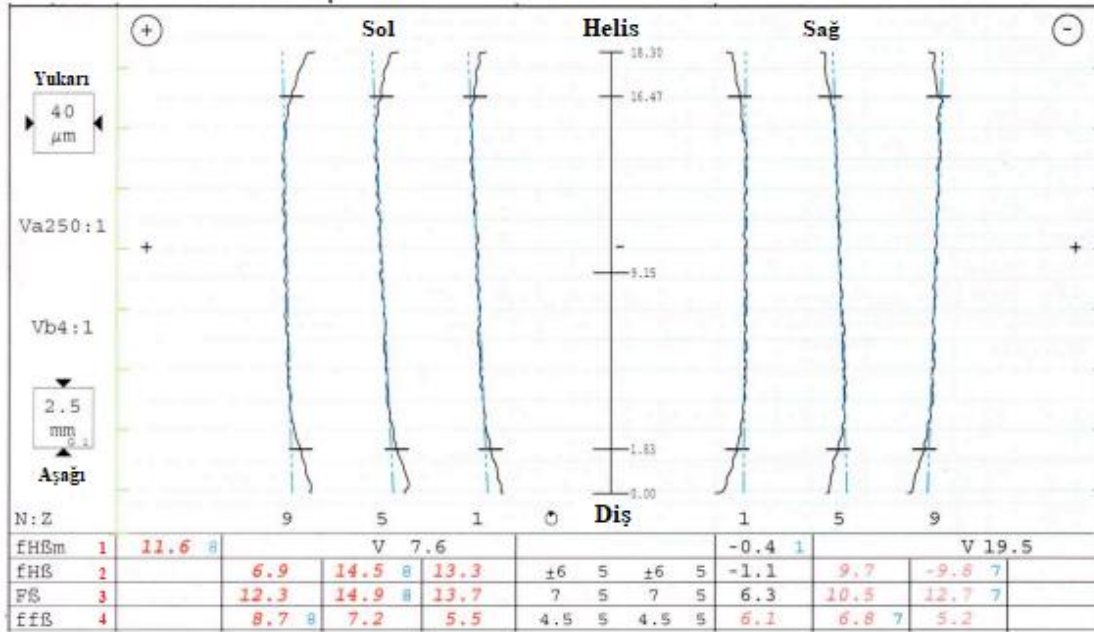 Sol Helis Sağ
+ -
18.30
Yukarı
40
µm
16.47
Va250:1
+ - +
9.15
Vb4:1
2.5
mm
1.83
Aşağı
N:Z 9 5 1 Diş 1 5 9
fHßm 1 11.6 8 V 7.6 -0.4 1 V 19.5
fHß 2 6.9 14.5 8 13.3 ±6 5 ±6 5 -1.1 9.7 -9.8 7
Fß 3 12.3 14.9 8 13.7 7 5 7 5 6.3 10.5 12.7 7
ffß 4 8.7 8 7.2 5.5 4.5 5 4.5 5 6.1 6.8 7 5.2